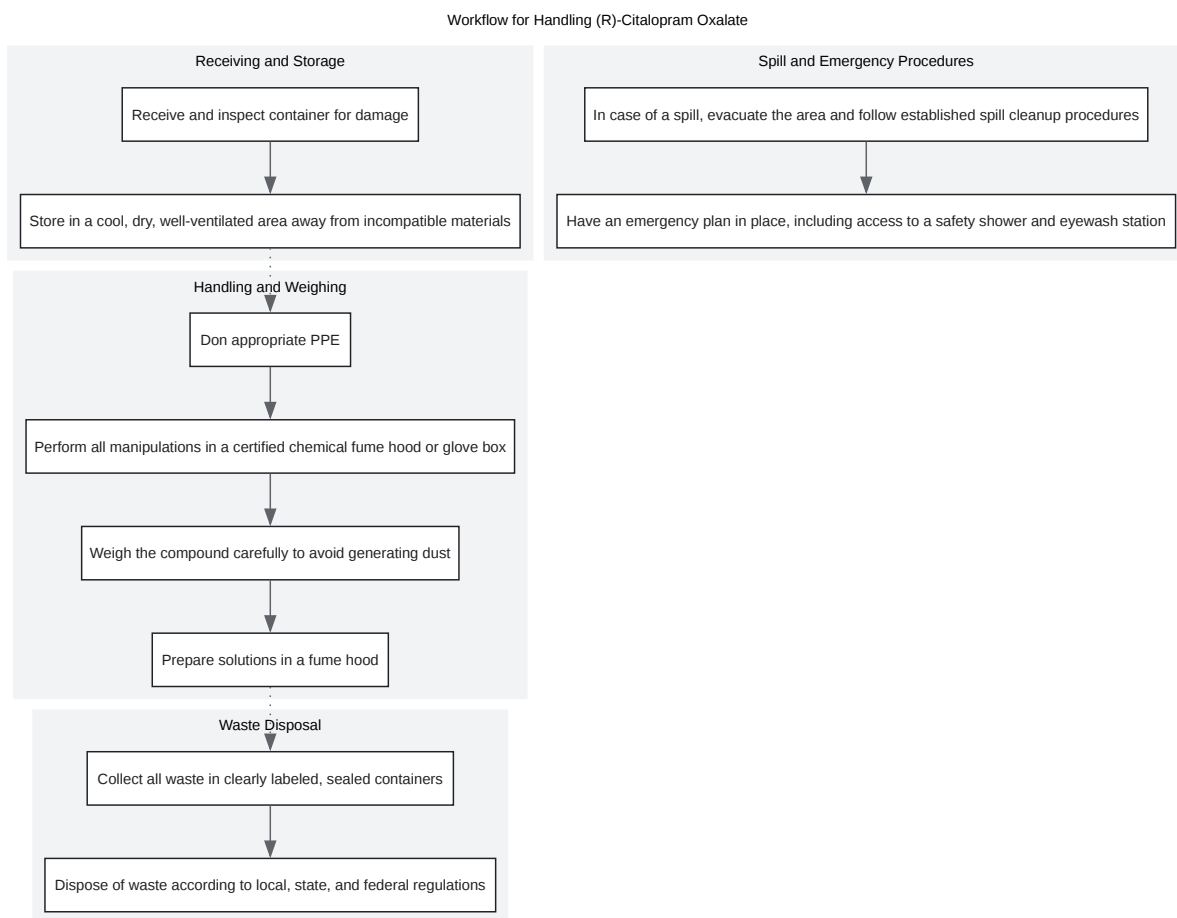 Workflow for Handling (R)-Citalopram Oxalate
Receiving and Storage
Receive and inspect container for damage
Store in a cool, dry, well-ventilated area away from incompatible materials
Spill and Emergency Procedures
In case of a spill, evacuate the area and follow established spill cleanup procedures
Have an emergency plan in place, including access to a safety shower and eyewash station
Handling and Weighing
Don appropriate PPE
Perform all manipulations in a certified chemical fume hood or glove box
Weigh the compound carefully to avoid generating dust
Prepare solutions in a fume hood
Waste Disposal
Collect all waste in clearly labeled, sealed containers
Dispose of waste according to local, state, and federal regulations